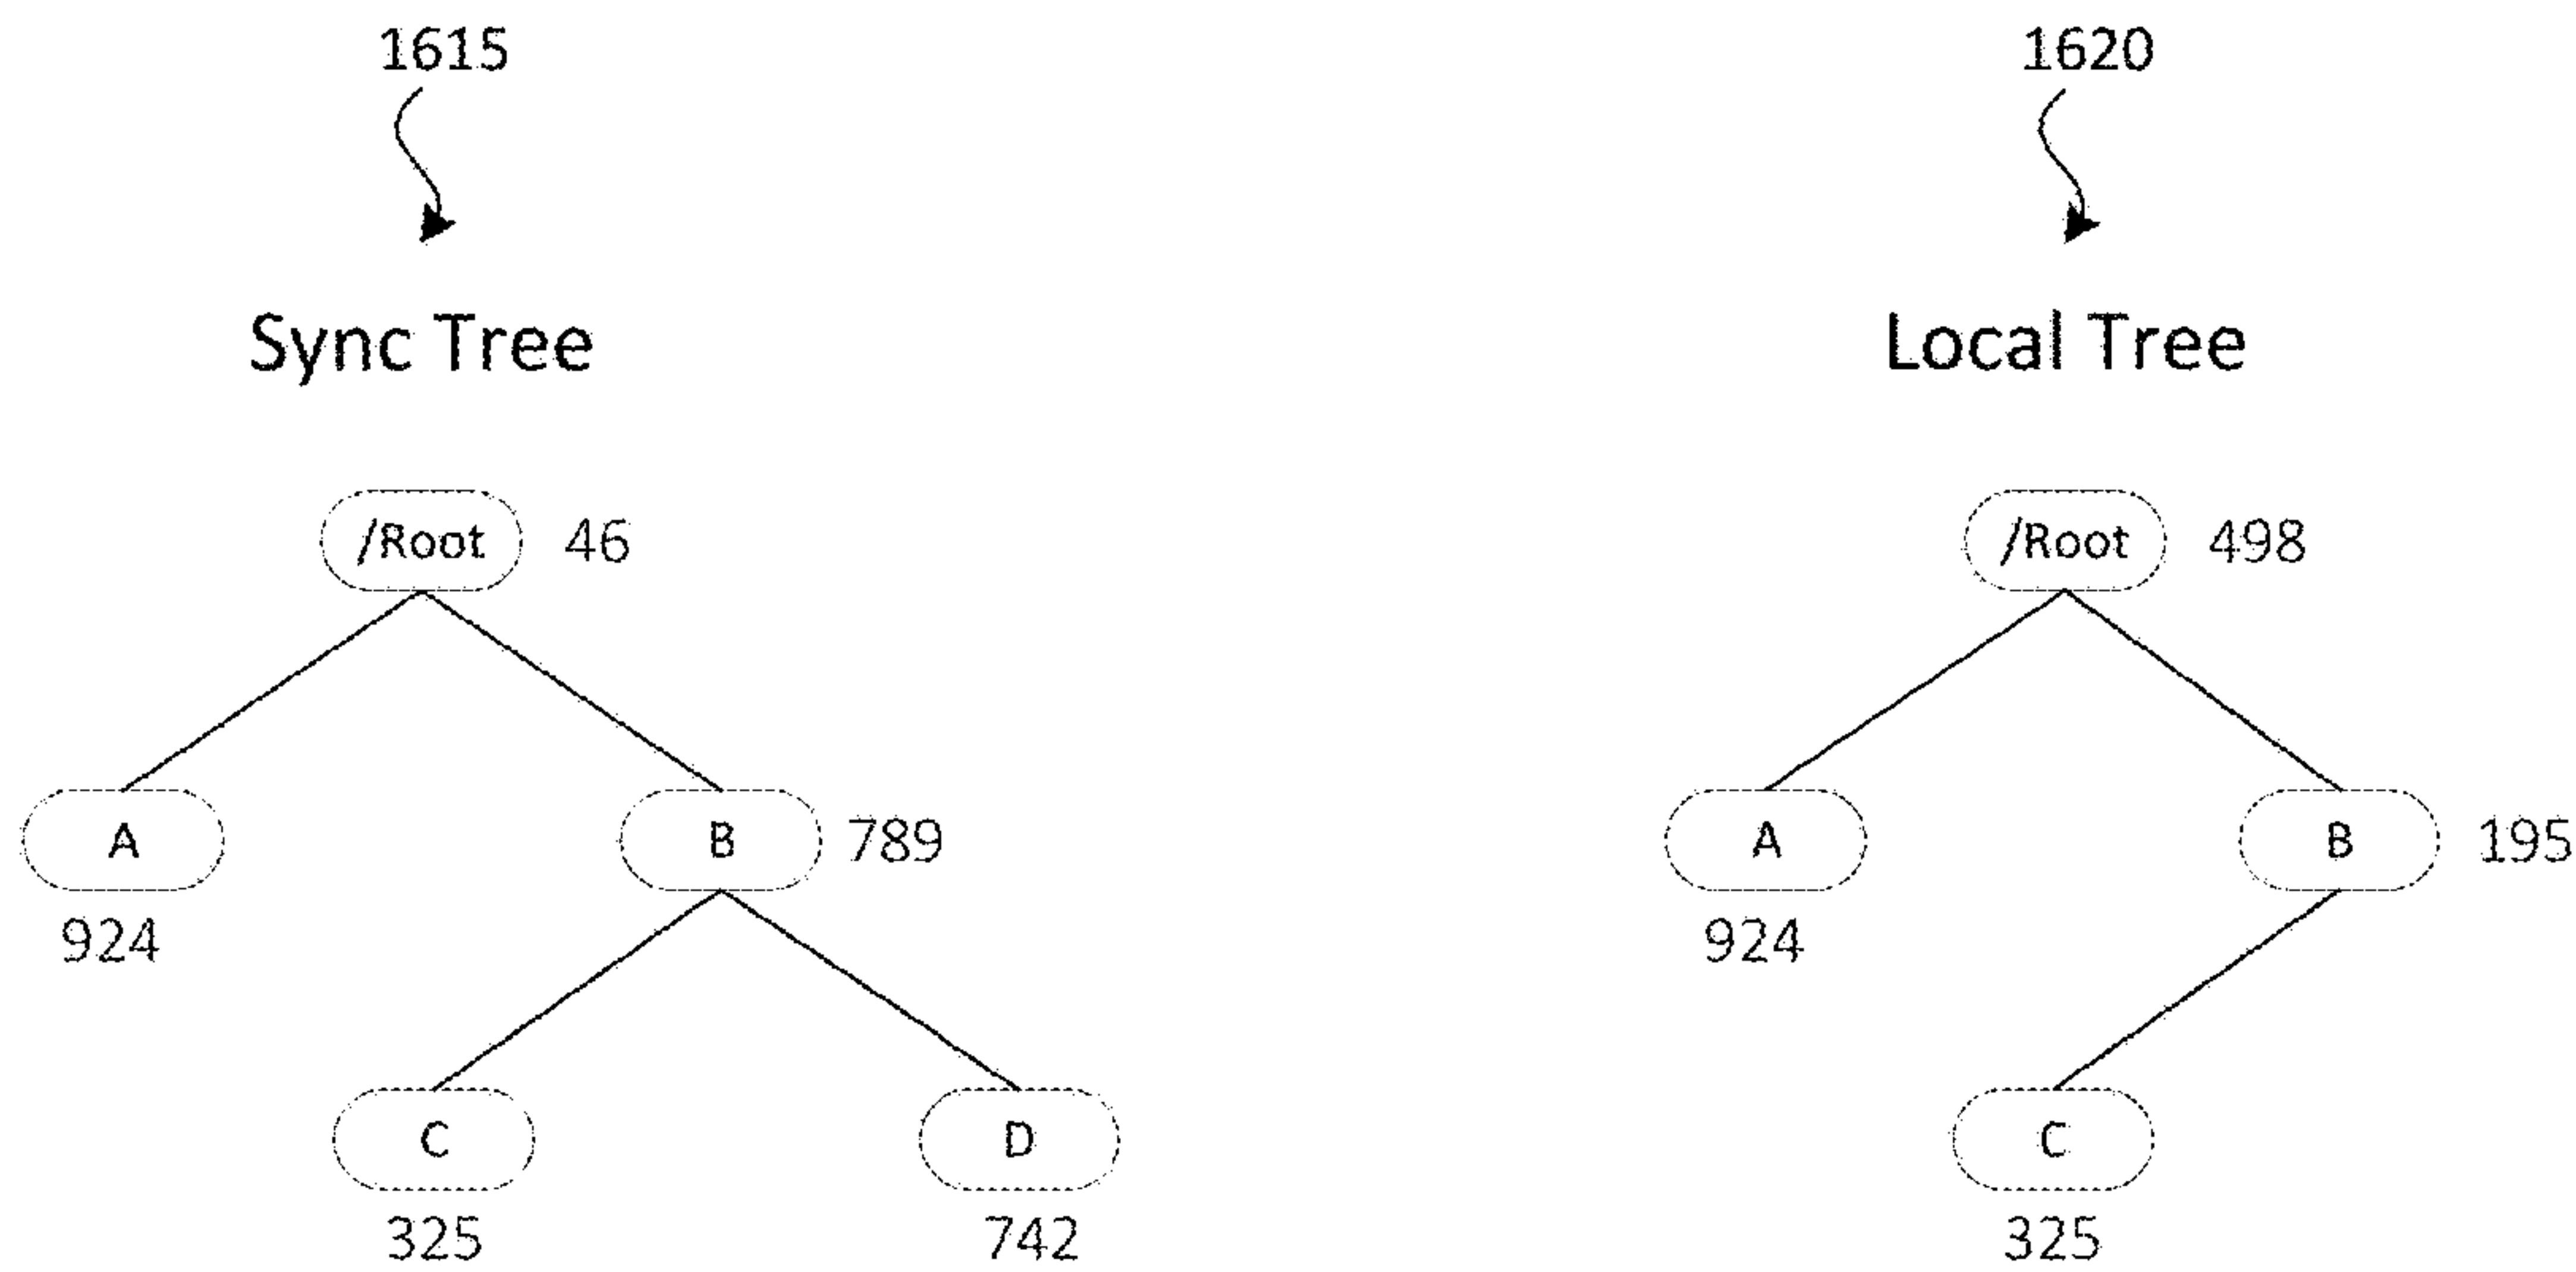 1615 1620
Sync Tree Local Tree
/Root 46 /Root 498
A B 789 A B 195
924 924
C D C
325 742 325